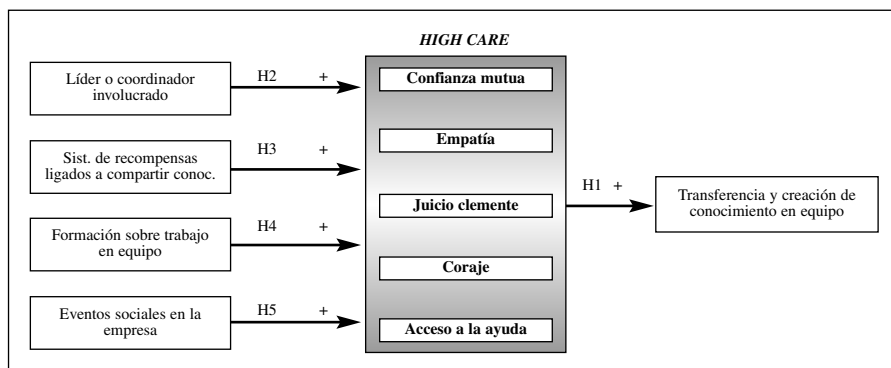 HIGH CARE
Líder o coordinador
involucrado
H2 +
Sist. de recompensas
ligados a compartir conoc.
H3 +
Formación sobre trabajo
en equipo
H4 +
Eventos sociales en la
empresa
H5 +
Confianza mutua
Empatía
Juicio clemente
Coraje
Acceso a la ayuda
H1 +
Transferencia y creación de
conocimiento en equipo